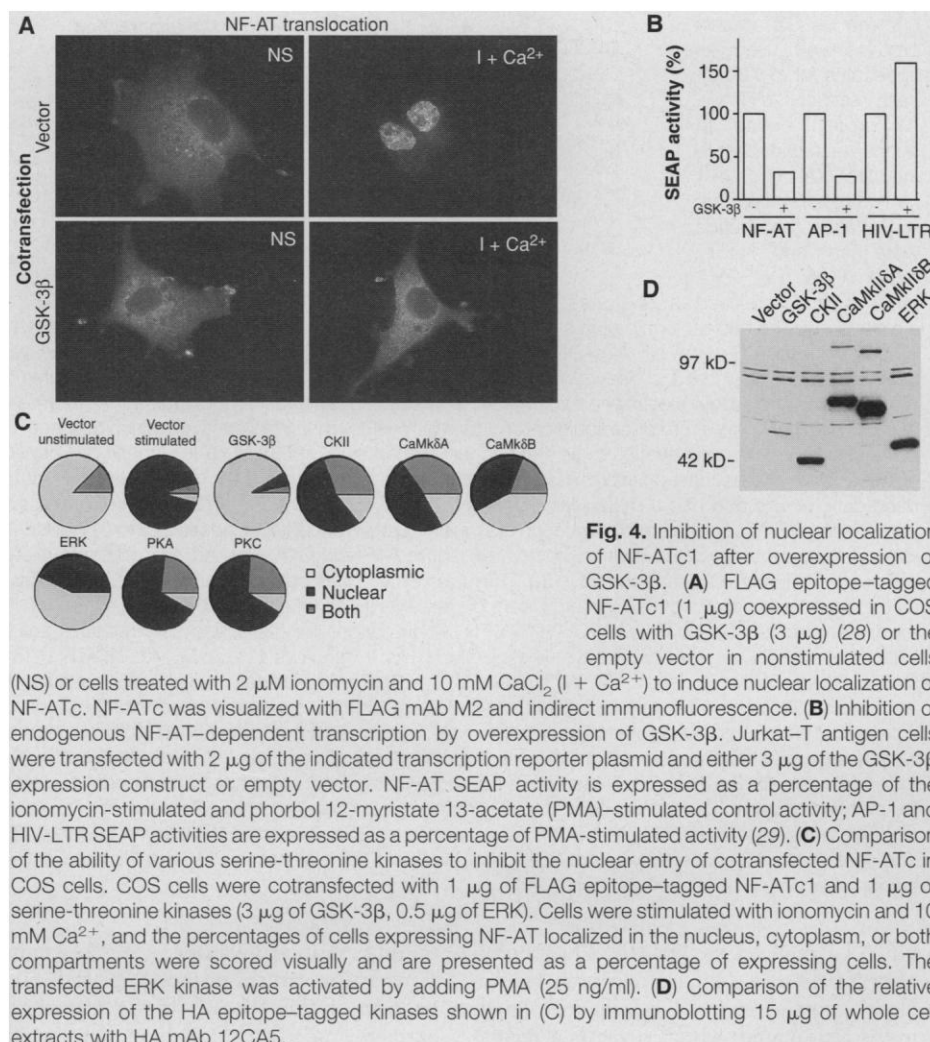 A
NF-AT translocation
NS
I + Ca²⁺
Vector
Cotransfection
NS
I + Ca²⁺
GSK-3β
B
SEAP activity (%)
150
100
50
0
GSK-3β - + - + - +
NF-AT AP-1 HIV-LTR
C
Vector unstimulated
Vector stimulated
GSK-3β
CKII
CaMkδA
CaMkδB
ERK
PKA
PKC
Cytoplasmic
Nuclear
Both
D
Vector
GSK-3β
CKII
CaMkIIδA
CaMkIIδB
ERK
97 kD-
42 kD-
Fig. 4. Inhibition of nuclear localization
of NF-ATc1 after overexpression o
GSK-3β. (A) FLAG epitope–tagged
NF-ATc1 (1 μg) coexpressed in COS
cells with GSK-3β (3 μg) (28) or the
empty vector in nonstimulated cells
(NS) or cells treated with 2 μM ionomycin and 10 mM CaCl₂ (I + Ca²⁺) to induce nuclear localization o
NF-ATc. NF-ATc was visualized with FLAG mAb M2 and indirect immunofluorescence. (B) Inhibition o
endogenous NF-AT–dependent transcription by overexpression of GSK-3β. Jurkat–T antigen cells
were transfected with 2 μg of the indicated transcription reporter plasmid and either 3 μg of the GSK-3β
expression construct or empty vector. NF-AT SEAP activity is expressed as a percentage of the
ionomycin-stimulated and phorbol 12-myristate 13-acetate (PMA)–stimulated control activity; AP-1 and
HIV-LTR SEAP activities are expressed as a percentage of PMA-stimulated activity (29). (C) Comparison
of the ability of various serine-threonine kinases to inhibit the nuclear entry of cotransfected NF-ATc in
COS cells. COS cells were cotransfected with 1 μg of FLAG epitope–tagged NF-ATc1 and 1 μg o
serine-threonine kinases (3 μg of GSK-3β, 0.5 μg of ERK). Cells were stimulated with ionomycin and 10
mM Ca²⁺, and the percentages of cells expressing NF-AT localized in the nucleus, cytoplasm, or both
compartments were scored visually and are presented as a percentage of expressing cells. The
transfected ERK kinase was activated by adding PMA (25 ng/ml). (D) Comparison of the relative
expression of the HA epitope–tagged kinases shown in (C) by immunoblotting 15 μg of whole ce
extracts with HA mAb 12CA5